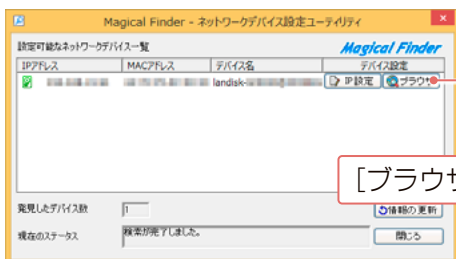 Magical Finder - ネットワークデバイス設定ユーティリティ
設定可能なネットワークデバイス一覧
Magical Finder
IPアドレス MACアドレス デバイス名 デバイス設定
landisk- IP設定 ブラウザ
[ブラウザ
発見したデバイス数 1 情報の更新
現在のステータス 検索が完了しました。 閉じる